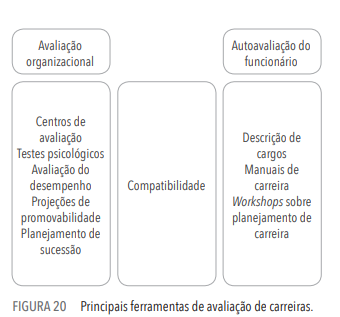 Avaliação
organizacional
Autoavaliação do
funcionário
Centros de
avaliação
Testes psicológicos
Avaliação do
desempenho
Projeções de
promovabilidade
Planejamento de
sucessão
Compatibilidade
Descrição de
cargos
Manuais de
carreira
Workshops sobre
planejamento de
carreira
FIGURA 20 Principais ferramentas de avaliação de carreiras.